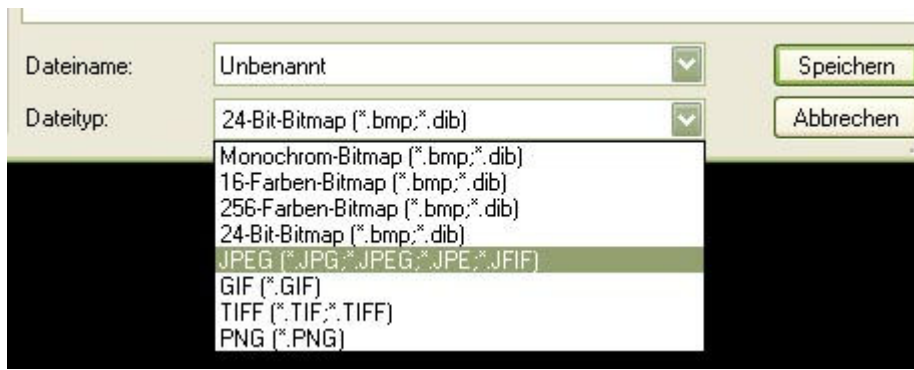 Dateiname: Unbenannt Speichern
Dateityp: 24-Bit-Bitmap (*.bmp;*.dib) Abbrechen
Monochrom-Bitmap (*.bmp;*.dib)
16-Farben-Bitmap (*.bmp;*.dib)
256-Farben-Bitmap (*.bmp;*.dib)
24-Bit-Bitmap (*.bmp;*.dib)
JPEG (*.JPG;*.JPEG;*.JPE;*.JFIF)
GIF (*.GIF)
TIFF (*.TIF;*.TIFF)
PNG (*.PNG)